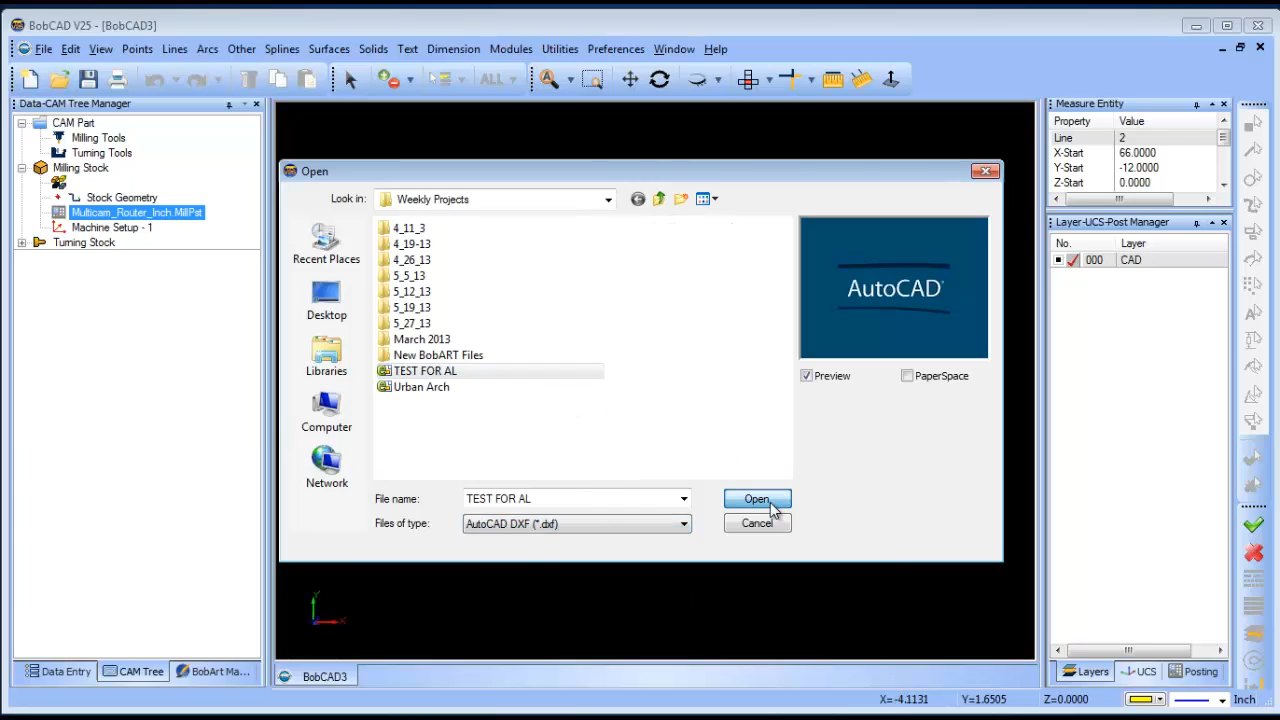 BobCAD V25 - [BobCAD3]
File Edit View Points Lines Arcs Other Splines Surfaces Solids Text Dimension Modules Utilities Preferences Window Help
ALL
Data-CAM Tree Manager
CAM Part
Milling Tools
Turning Tools
Milling Stock
Stock Geometry
Multicam_Router_Inch.MillPst
Machine Setup - 1
Turning Stock
Data Entry CAM Tree BobArt Ma...
Open
Look in: Weekly Projects
Recent Places
Desktop
Libraries
Computer
Network
4_11_3
4_19-13
4_26_13
5_5_13
5_12_13
5_19_13
5_27_13
March 2013
New BobART Files
TEST FOR AL
Urban Arch
AutoCAD
Preview PaperSpace
File name: TEST FOR AL Open
Files of type: AutoCAD DXF (*.dxf) Cancel
Y
X
BobCAD3
Measure Entity
Property Value
Line 2
X-Start 66.0000
Y-Start -12.0000
Z-Start 0.0000
Layer-UCS-Post Manager
No. Layer
000 CAD
Layers UCS Posting
X=-4.1131 Y=1.6505 Z=0.0000 Inch